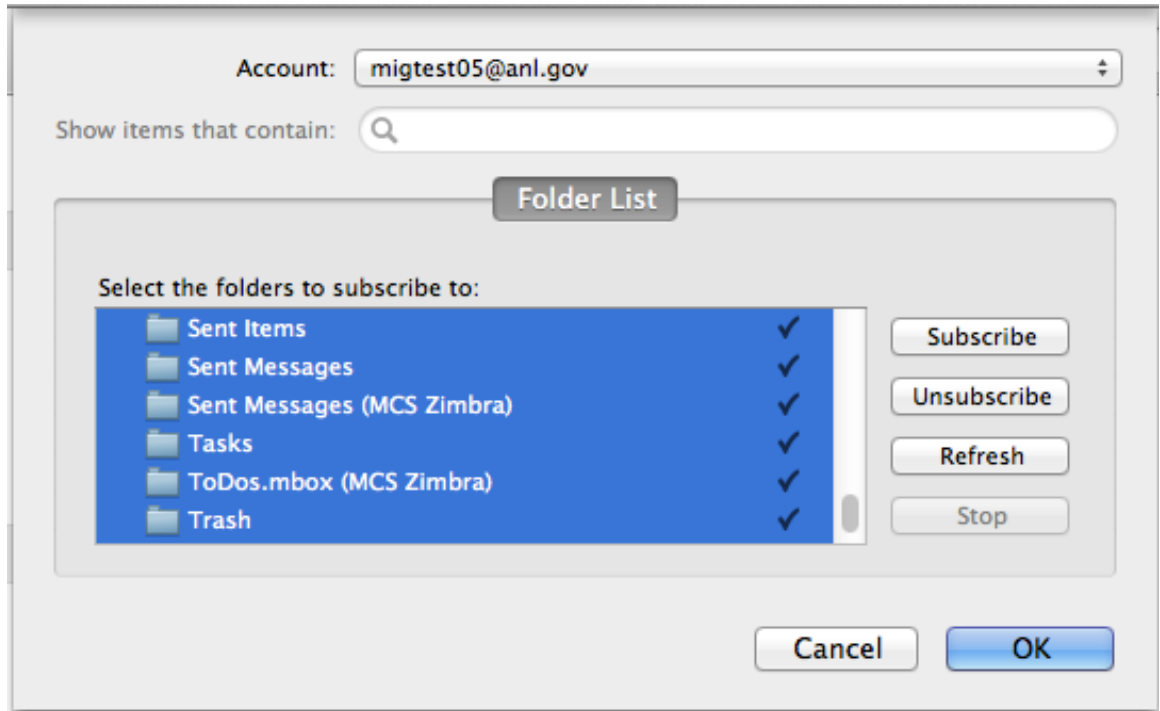 Account: migtest05@anl.gov
Show items that contain:
Folder List
Select the folders to subscribe to:
Sent Items
Sent Messages
Sent Messages (MCS Zimbra)
Tasks
ToDos.mbox (MCS Zimbra)
Trash
Subscribe
Unsubscribe
Refresh
Stop
Cancel OK